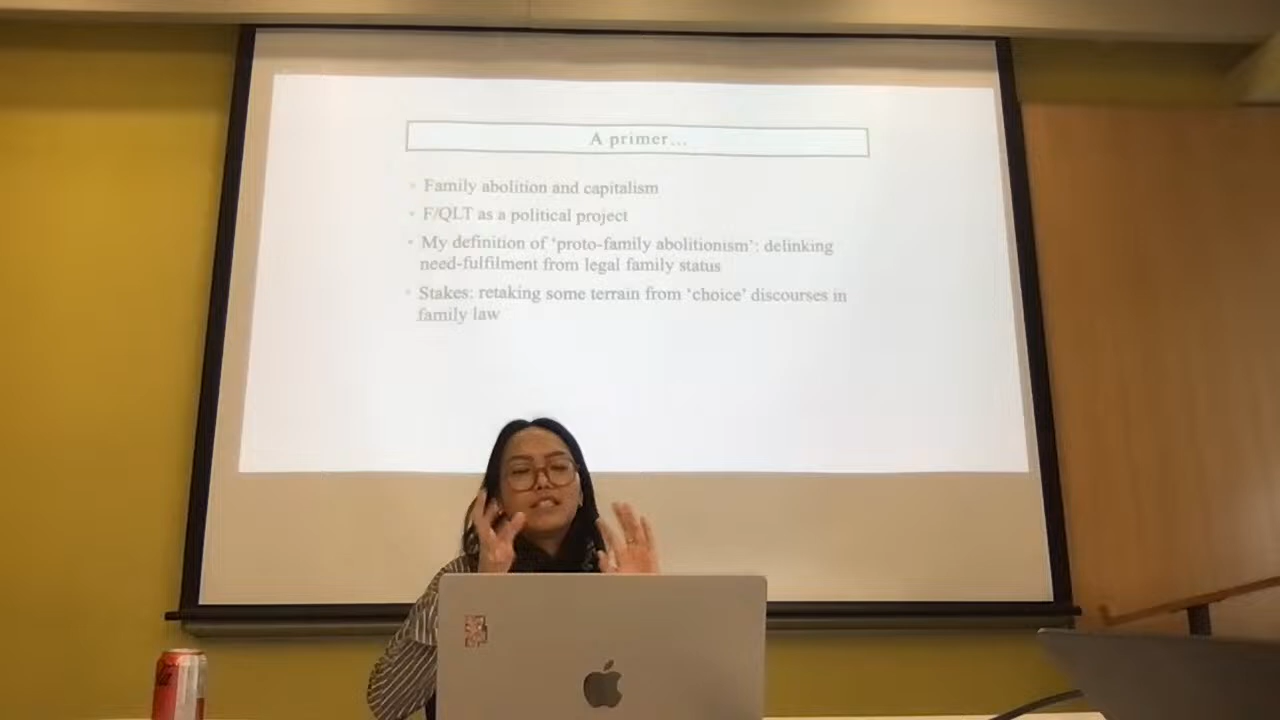 A primer...
• Family abolition and capitalism
• F/QLT as a political project
• My definition of ‘proto-family abolitionism’: delinking
need-fulfilment from legal family status
• Stakes: retaking some terrain from ‘choice’ discourses in
family law